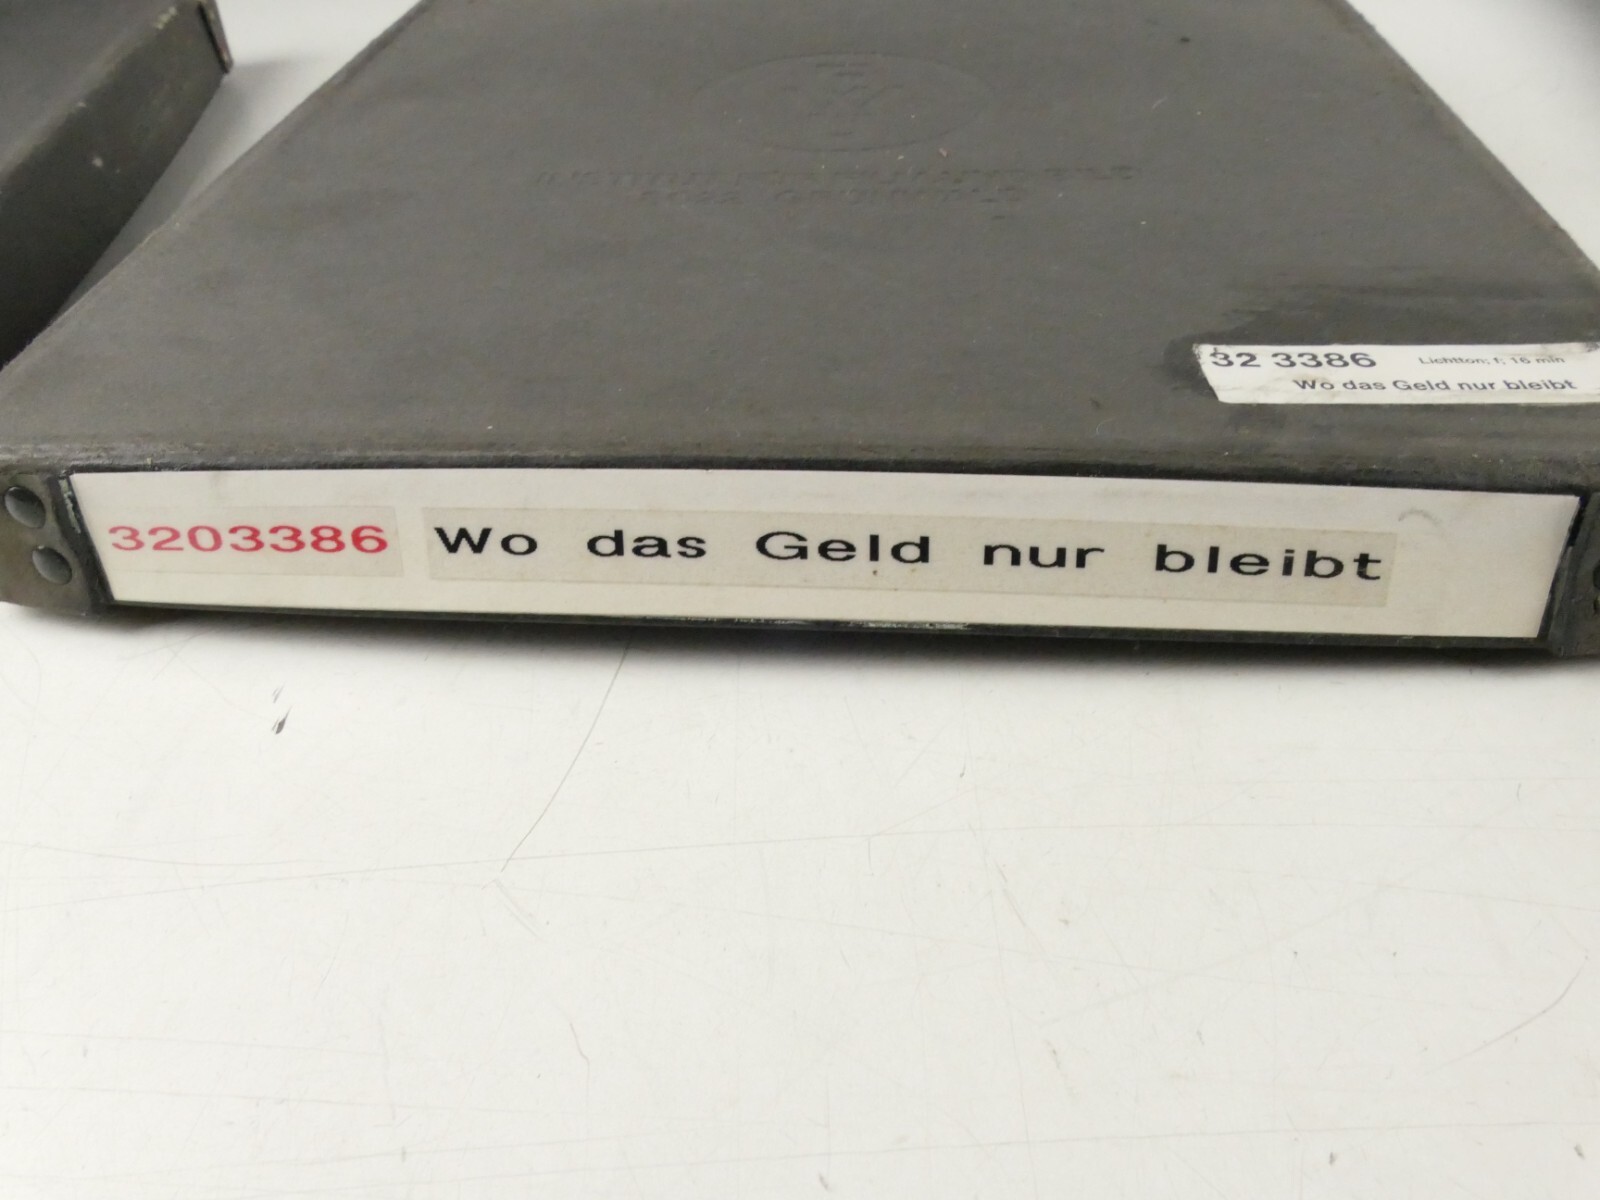 32 3386 Lichtton; f; 16 min
Wo das Geld nur bleibt
3203386 Wo das Geld nur bleibt